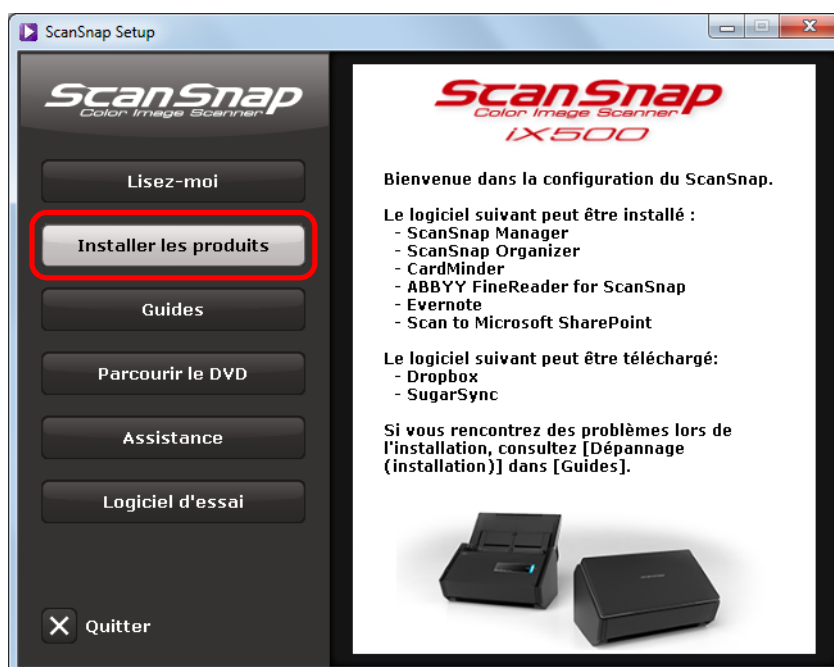 ScanSnap Setup
ScanSnap
Color Image Scanner
Lisez-moi
Installer les produits
Guides
Parcourir le DVD
Assistance
Logiciel d'essai
Quitter
ScanSnap
Color Image Scanner
iX500
Bienvenue dans la configuration du ScanSnap.
Le logiciel suivant peut être installé :
- ScanSnap Manager
- ScanSnap Organizer
- CardMinder
- ABBYY FineReader for ScanSnap
- Evernote
- Scan to Microsoft SharePoint
Le logiciel suivant peut être téléchargé:
- Dropbox
- SugarSync
Si vous rencontrez des problèmes lors de
l'installation, consultez [Dépannage
(installation)] dans [Guides].